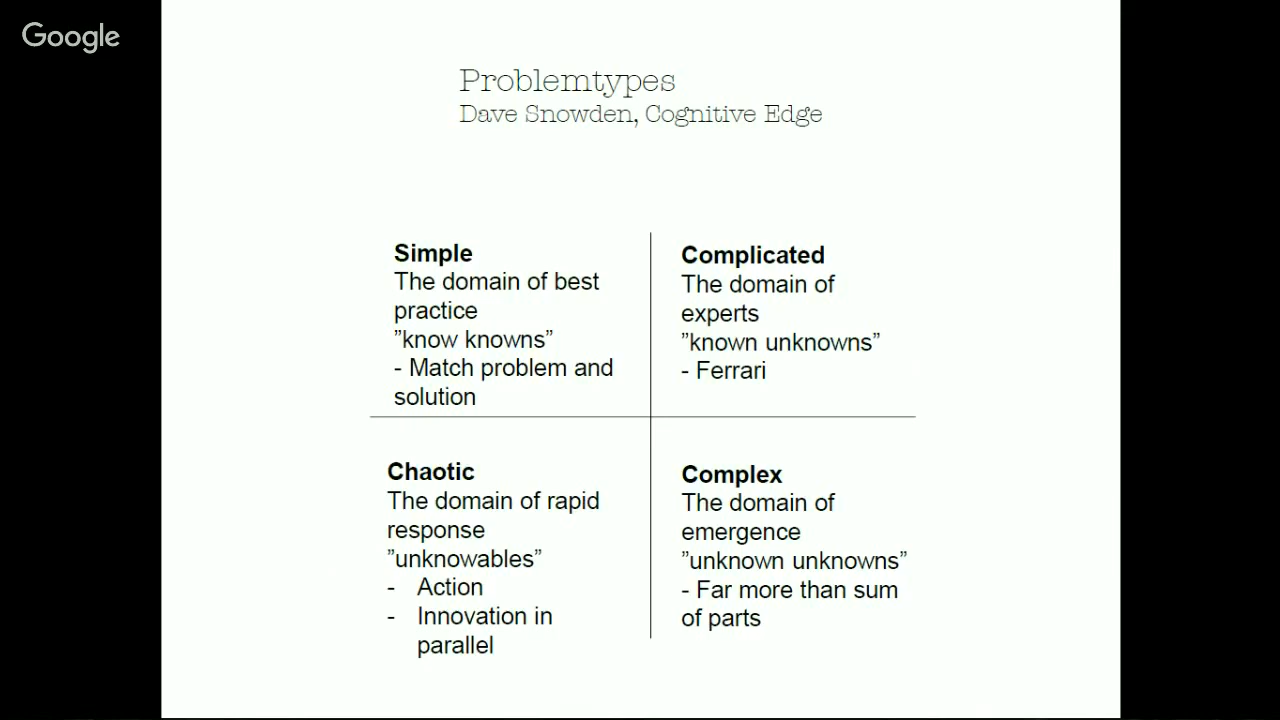 Google
Problemtypes
Dave Snowden, Cognitive Edge
Simple
The domain of best
practice
”know knowns”
- Match problem and
solution
Complicated
The domain of
experts
”known unknowns”
- Ferrari
Chaotic
The domain of rapid
response
”unknowables”
- Action
- Innovation in
parallel
Complex
The domain of
emergence
”unknown unknowns”
- Far more than sum
of parts